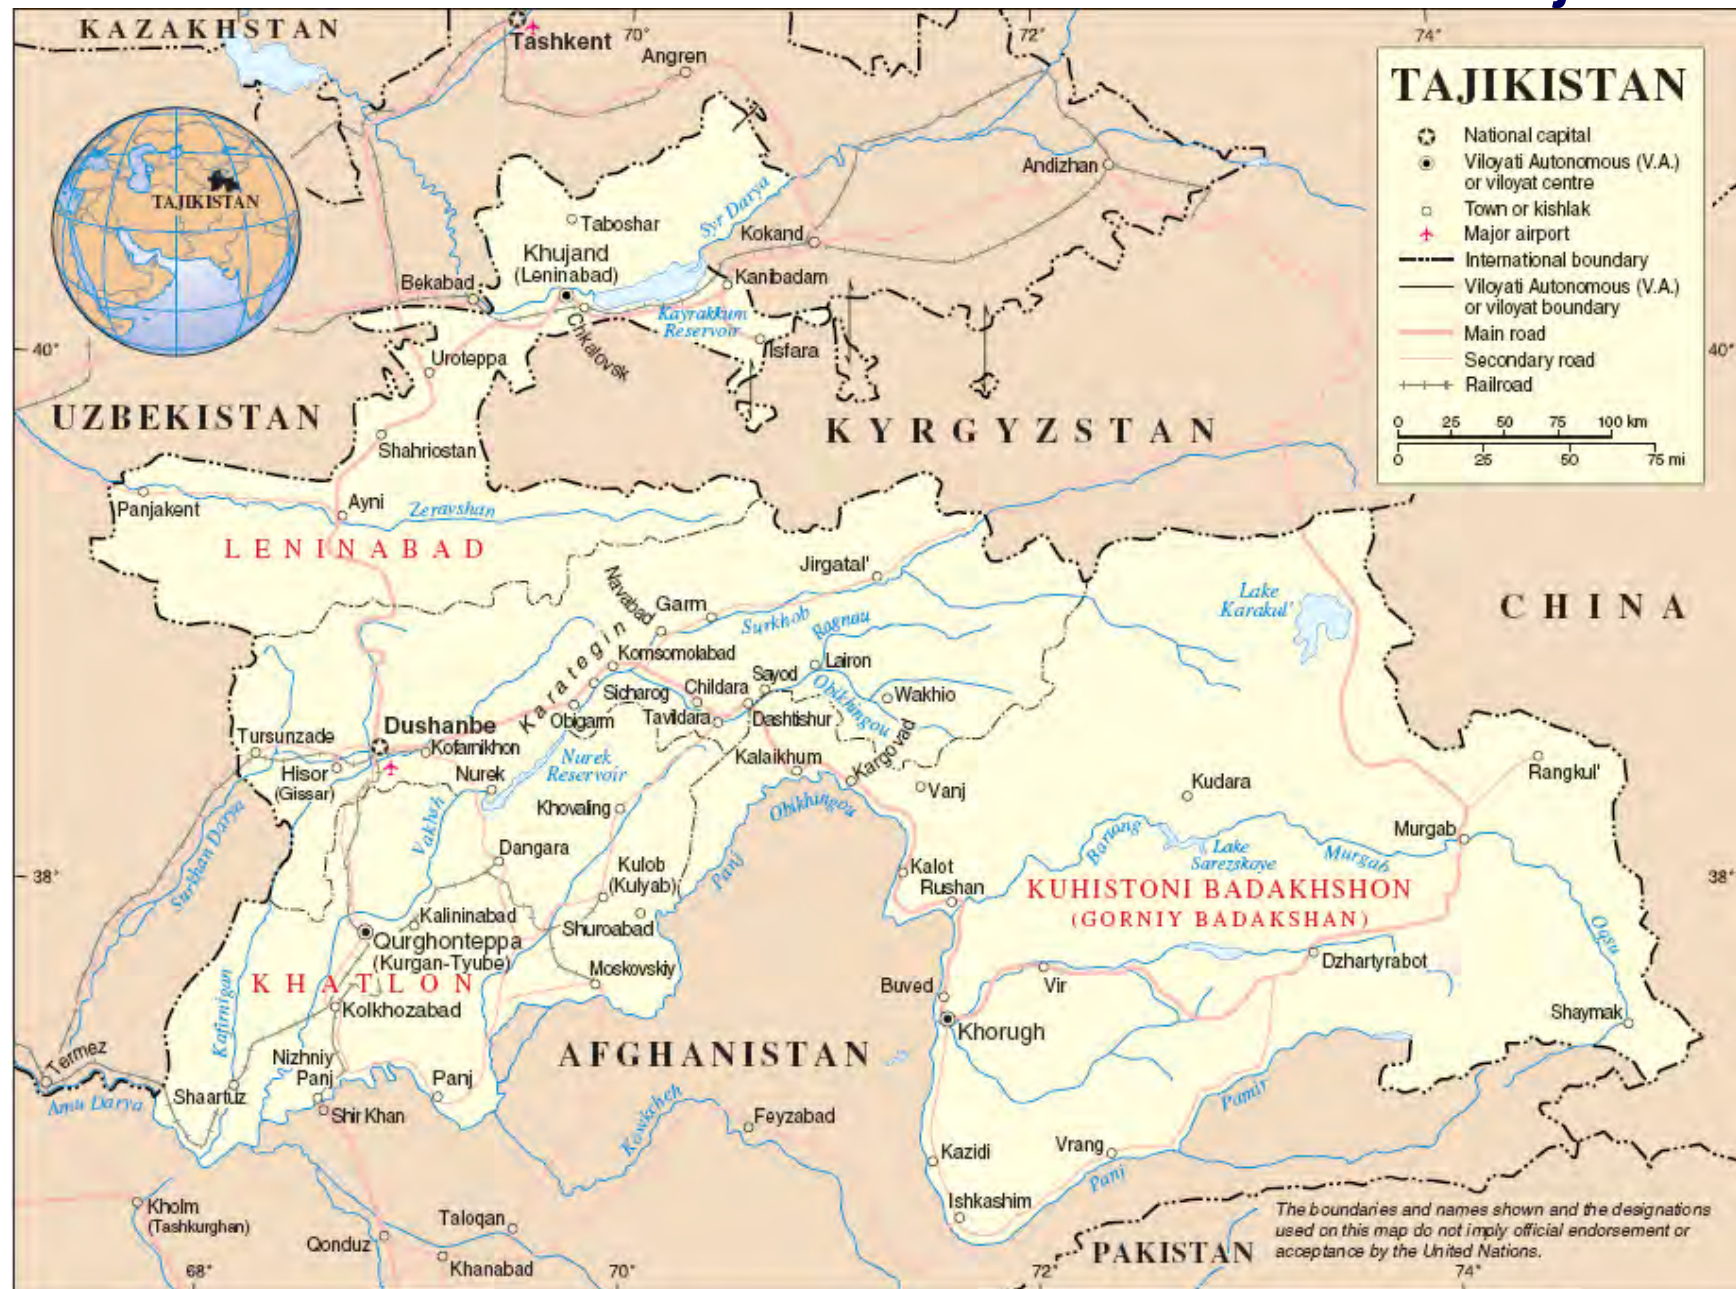 KAZAKHSTAN
Tashkent
70°
72°
74°
Angren
TAJIKISTAN
National capital
Viloyati Autonomous (V.A.)
or viloyat centre
Town or kishlak
Major airport
International boundary
Viloyati Autonomous (V.A.)
or viloyat boundary
Main road
Secondary road
Railroad
0 25 50 75 100 km
0 25 50 75 mi
TAJIKISTAN
Andizhan
Syr Darya
Taboshar
Kokand
Khujand
(Leninabad)
Bekabad
Kanibadam
Kayrakkum
Reservoir
Chkalovsk
Isfara
40°
40°
Uroteppa
UZBEKISTAN
KYRGYZSTAN
Shahriostan
Panjakent
Ayni
Zeravshan
LENINABAD
Jirgatal'
Lake
Karakul'
CHINA
Navabad
Garm
Surkhob
Rognau
Karategin
Komsomolabad
Lairon
Sayod
Childara
Sicharog
Obikhingou
Wakhio
Obigarm
Tavildara
Dashtishur
Dushanbe
Tursunzade
Kofarnikhon
Kalaikhum
Kargovad
Hisor
(Gissar)
Nurek
Nurek
Reservoir
Rangkul'
Vanj
Kudara
Khovaling
Obikhingou
Surkhan Darya
Vakhsh
Bartang
Murgab
Dangara
Lake
Sarezskoye
Murgab
Kulob
(Kulyab)
Panj
Kalot
38°
38°
Rushan
KUHISTONI BADAKHSHON
(GORNIY BADAKSHAN)
Kalininabad
Shuroabad
Qurghonteppa
(Kurgan-Tyube)
Oqsu
Dzhartyrabot
Moskovskiy
KHATLON
Kafirnigan
Buved
Vir
Kolkhozabad
Shaymak
Khorugh
Termez
AFGHANISTAN
Nizhniy
Panj
Panj
Shaartuz
Amu Darya
Pamir
Shir Khan
Kowkcheh
Feyzabad
Kazidi
Vrang
Panj
Ishkashim
Kholm
(Tashkurghan)
Taloqan
The boundaries and names shown and the designations
used on this map do not imply official endorsement or
acceptance by the United Nations.
Qonduz
PAKISTAN
Khanabad
68°
70°
72°
74°